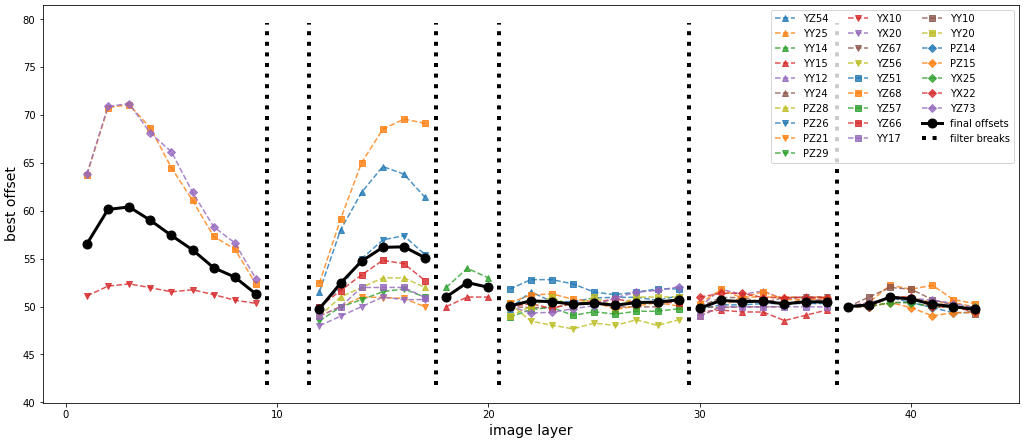 80
75
70
65
60
55
50
45
40
best offset
0
10
20
30
40
image layer
YZ54
YY25
YY14
YY15
YY12
YY24
PZ28
PZ26
PZ21
PZ29
YX10
YX20
YZ67
YZ56
YZ51
YZ68
YZ57
YZ66
YY17
YY10
YY20
PZ14
PZ15
YX25
YX22
YZ73
final offsets
filter breaks